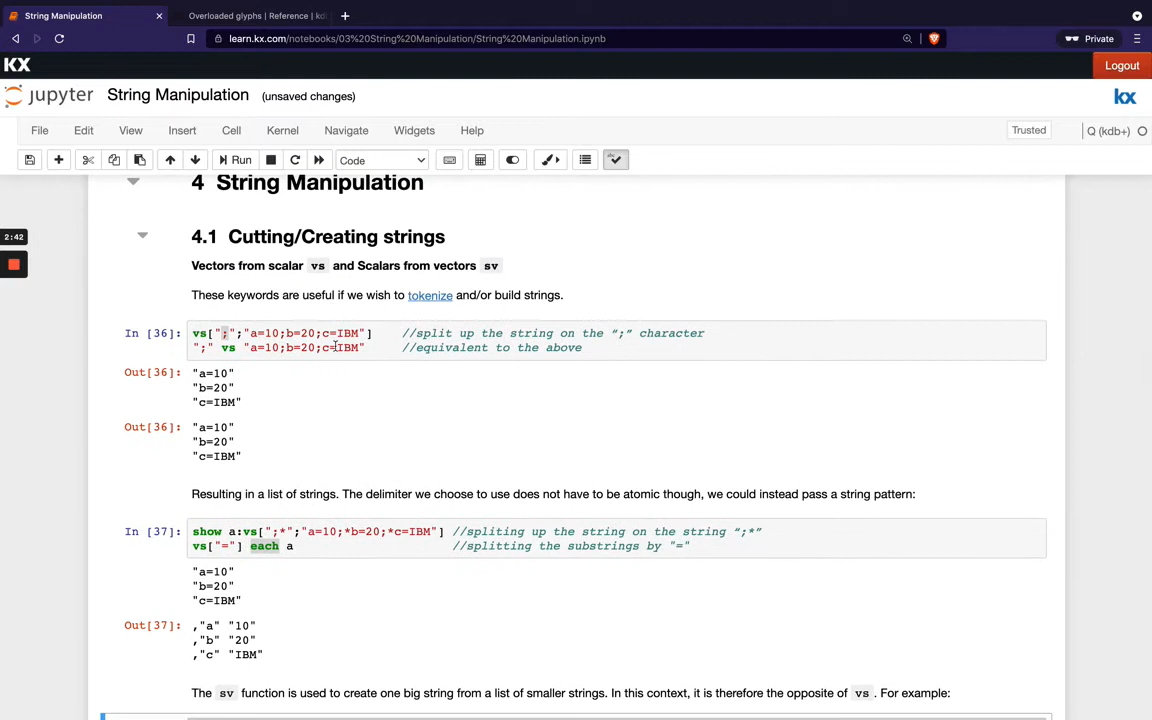 String Manipulation
Overloaded glyphs | Reference | kd
learn.kx.com/notebooks/03%20String%20Manipulation/String%20Manipulation.ipynb
Private
KX
Logout
jupyter String Manipulation (unsaved changes)
kx
File Edit View Insert Cell Kernel Navigate Widgets Help
Trusted
Q (kdb+)
Run
Code
4 String Manipulation
2:42
4.1 Cutting/Creating strings
Vectors from scalar vs and Scalars from vectors sv
These keywords are useful if we wish to tokenize and/or build strings.
In [36]: vs[";";"a=10;b=20;c=IBM"] //split up the string on the “;” character
";" vs "a=10;b=20;c=IBM" //equivalent to the above
Out[36]: "a=10"
"b=20"
"c=IBM"
Out[36]: "a=10"
"b=20"
"c=IBM"
Resulting in a list of strings. The delimiter we choose to use does not have to be atomic though, we could instead pass a string pattern:
In [37]: show a:vs[";*";"a=10;*b=20;*c=IBM"] //spliting up the string on the string “;*”
vs["="] each a //splitting the substrings by "="
"a=10"
"b=20"
"c=IBM"
Out[37]: ,"a" "10"
,"b" "20"
,"c" "IBM"
The sv function is used to create one big string from a list of smaller strings. In this context, it is therefore the opposite of vs . For example: